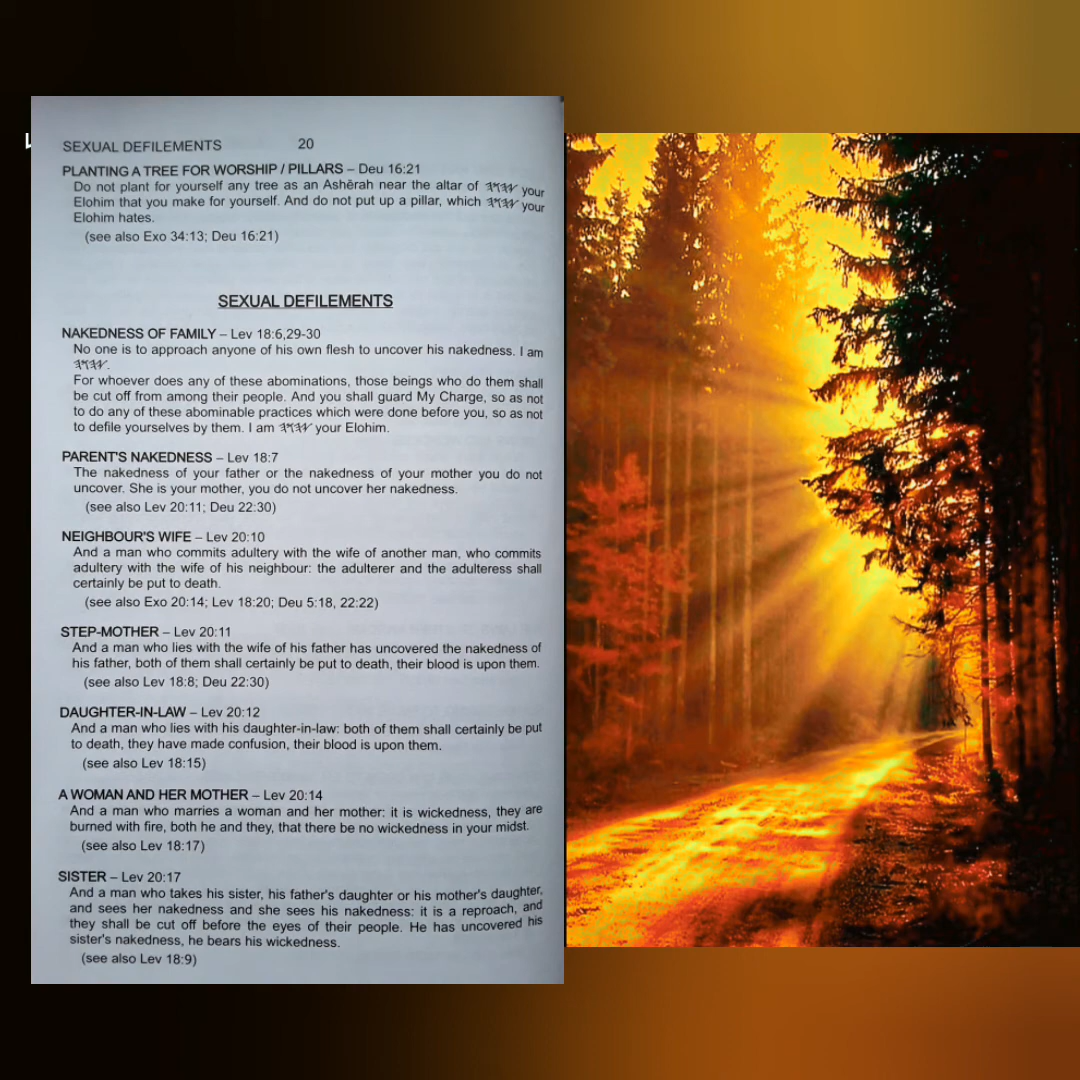 SEXUAL DEFILEMENTS 20
PLANTING A TREE FOR WORSHIP / PILLARS – Deu 16:21
Do not plant for yourself any tree as an Ashĕrah near the altar of 𐤉𐤄𐤅𐤄 your
Elohim that you make for yourself. And do not put up a pillar, which 𐤉𐤄𐤅𐤄 your
Elohim hates.
(see also Exo 34:13; Deu 16:21)
SEXUAL DEFILEMENTS
NAKEDNESS OF FAMILY – Lev 18:6,29-30
No one is to approach anyone of his own flesh to uncover his nakedness. I am
𐤉𐤄𐤅𐤄.
For whoever does any of these abominations, those beings who do them shall
be cut off from among their people. And you shall guard My Charge, so as not
to do any of these abominable practices which were done before you, so as not
to defile yourselves by them. I am 𐤉𐤄𐤅𐤄 your Elohim.
PARENT'S NAKEDNESS – Lev 18:7
The nakedness of your father or the nakedness of your mother you do not
uncover. She is your mother, you do not uncover her nakedness.
(see also Lev 20:11; Deu 22:30)
NEIGHBOUR'S WIFE – Lev 20:10
And a man who commits adultery with the wife of another man, who commits
adultery with the wife of his neighbour: the adulterer and the adulteress shall
certainly be put to death.
(see also Exo 20:14; Lev 18:20; Deu 5:18, 22:22)
STEP-MOTHER – Lev 20:11
And a man who lies with the wife of his father has uncovered the nakedness of
his father, both of them shall certainly be put to death, their blood is upon them.
(see also Lev 18:8; Deu 22:30)
DAUGHTER-IN-LAW – Lev 20:12
And a man who lies with his daughter-in-law: both of them shall certainly be put
to death, they have made confusion, their blood is upon them.
(see also Lev 18:15)
A WOMAN AND HER MOTHER – Lev 20:14
And a man who marries a woman and her mother: it is wickedness, they are
burned with fire, both he and they, that there be no wickedness in your midst.
(see also Lev 18:17)
SISTER – Lev 20:17
And a man who takes his sister, his father's daughter or his mother's daughter,
and sees her nakedness and she sees his nakedness: it is a reproach, and
they shall be cut off before the eyes of their people. He has uncovered his
sister's nakedness, he bears his wickedness.
(see also Lev 18:9)